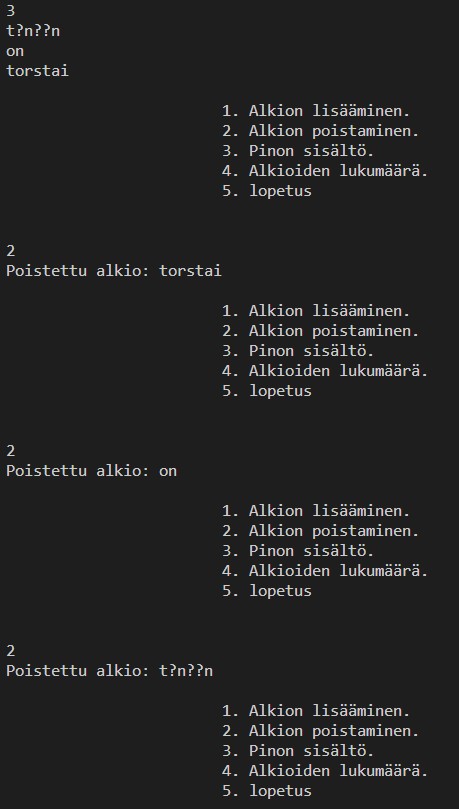 3
t?n??n
on
torstai
1. Alkion lisääminen.
2. Alkion poistaminen.
3. Pinon sisältö.
4. Alkioiden lukumäärä.
5. lopetus
2
Poistettu alkio: torstai
1. Alkion lisääminen.
2. Alkion poistaminen.
3. Pinon sisältö.
4. Alkioiden lukumäärä.
5. lopetus
2
Poistettu alkio: on
1. Alkion lisääminen.
2. Alkion poistaminen.
3. Pinon sisältö.
4. Alkioiden lukumäärä.
5. lopetus
2
Poistettu alkio: t?n??n
1. Alkion lisääminen.
2. Alkion poistaminen.
3. Pinon sisältö.
4. Alkioiden lukumäärä.
5. lopetus